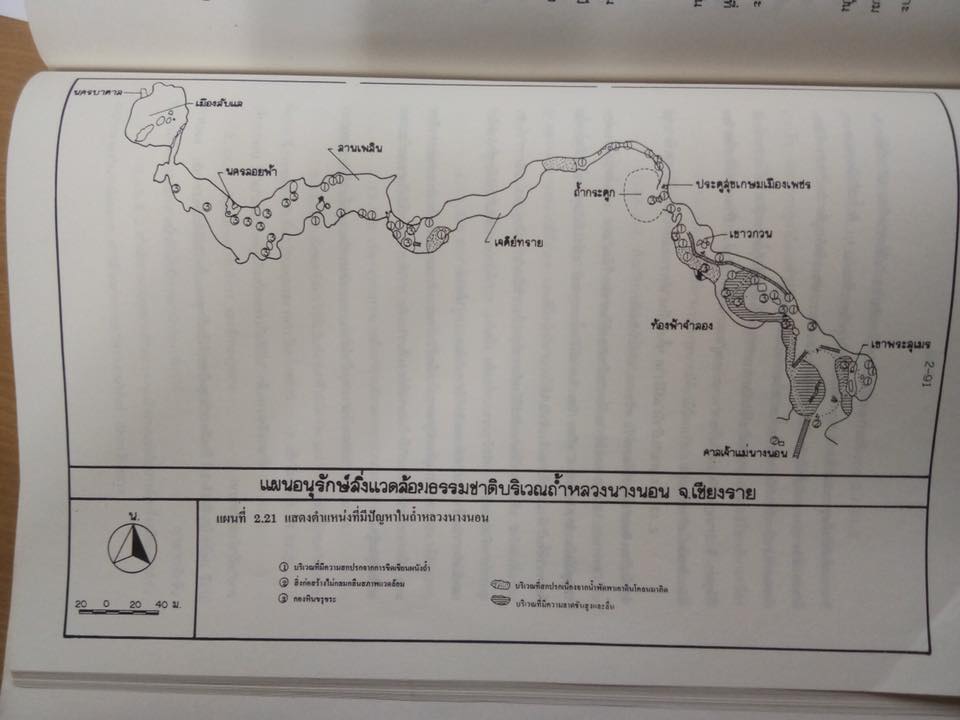 นครบาดาล
เมืองลับแล
ลานเพลิน
นครลอยฟ้า
ถ้ำกระดูก
ประตูสู่เกษมเมืองเพชร
เจดีย์ทราย
เขาวกวน
ท้องฟ้าจำลอง
เขาพระสุเมรุ
2-91
ศาลเจ้าแม่นางนอน
แผนอนุรักษ์สิ่งแวดล้อมธรรมชาติบริเวณถ้ำหลวงนางนอน จ.เชียงราย
น.
แผนที่ 2.21 แสดงตำแหน่งที่มีปัญหาในถ้ำหลวงนางนอน
① บริเวณที่มีความสกปรกจากการขีดเขียนผนังถ้ำ
② สิ่งก่อสร้างไม่กลมกลืนสภาพแวดล้อม
③ กองหินขรุขระ
บริเวณที่สกปรกเนื่องจากน้ำพัดพาเอาดินโคลนมาติด
บริเวณที่มีความลาดชันสูงและลื่น
20 0 20 40 ม.